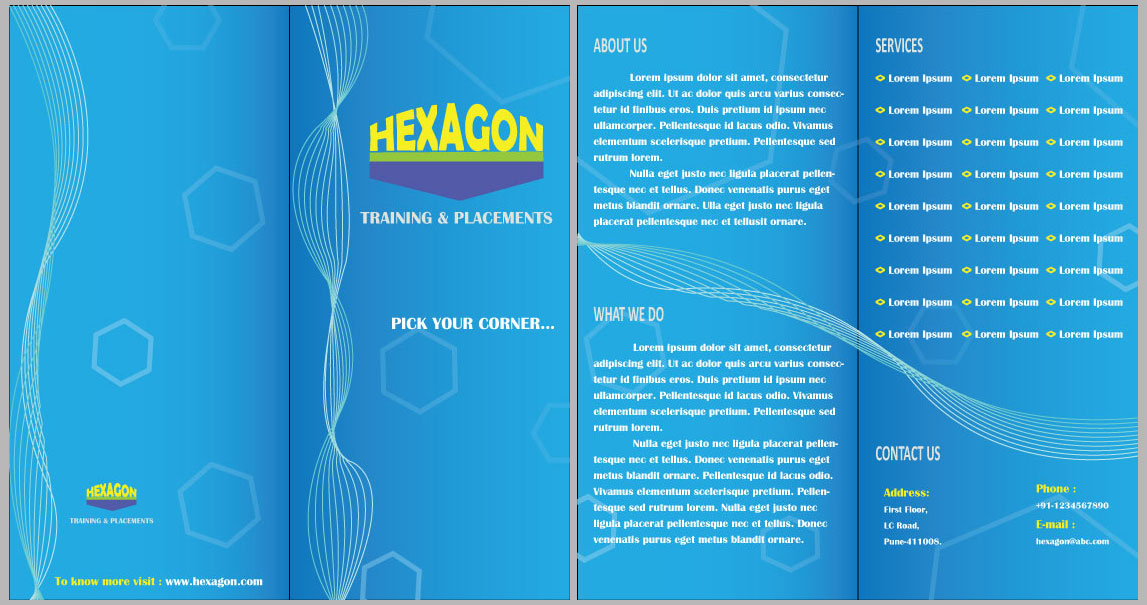 HEXAGON
TRAINING & PLACEMENTS
To know more visit : www.hexagon.com
HEXAGON
TRAINING & PLACEMENTS
PICK YOUR CORNER...
ABOUT US
Lorem ipsum dolor sit amet, consectetur
adipiscing elit. Ut ac dolor quis arcu varius consec-
tetur id finibus eros. Duis pretium id ipsum nec
ullamcorper. Pellentesque id lacus odio. Vivamus
elementum scelerisque pretium. Pellentesque sed
rutrum lorem.
Nulla eget justo nec ligula placerat pellen-
tesque nec et tellus. Donec venenatis purus eget
metus blandit ornare. Ulla eget justo nec ligula
placerat pellentesque nec et tellusit ornare.
WHAT WE DO
Lorem ipsum dolor sit amet, consectetur
adipiscing elit. Ut ac dolor quis arcu varius consec-
tetur id finibus eros. Duis pretium id ipsum nec
ullamcorper. Pellentesque id lacus odio. Vivamus
elementum scelerisque pretium. Pellentesque sed
rutrum lorem.
Nulla eget justo nec ligula placerat pellen-
tesque nec et tellus. Donec venenatis purus eget
metus blandit ornare. Pellentesque id lacus odio.
Vivamus elementum scelerisque pretium. Pellen-
tesque sed rutrum lorem. Nulla eget justo nec
ligula placerat pellentesque nec et tellus. Donec
venenatis purus eget metus blandit ornare.
SERVICES
Lorem Ipsum Lorem Ipsum Lorem Ipsum
Lorem Ipsum Lorem Ipsum Lorem Ipsum
Lorem Ipsum Lorem Ipsum Lorem Ipsum
Lorem Ipsum Lorem Ipsum Lorem Ipsum
Lorem Ipsum Lorem Ipsum Lorem Ipsum
Lorem Ipsum Lorem Ipsum Lorem Ipsum
Lorem Ipsum Lorem Ipsum Lorem Ipsum
Lorem Ipsum Lorem Ipsum Lorem Ipsum
Lorem Ipsum Lorem Ipsum Lorem Ipsum
CONTACT US
Address:
First Floor,
LC Road,
Pune-411008.
Phone :
+91-1234567890
E-mail :
hexagon@abc.com